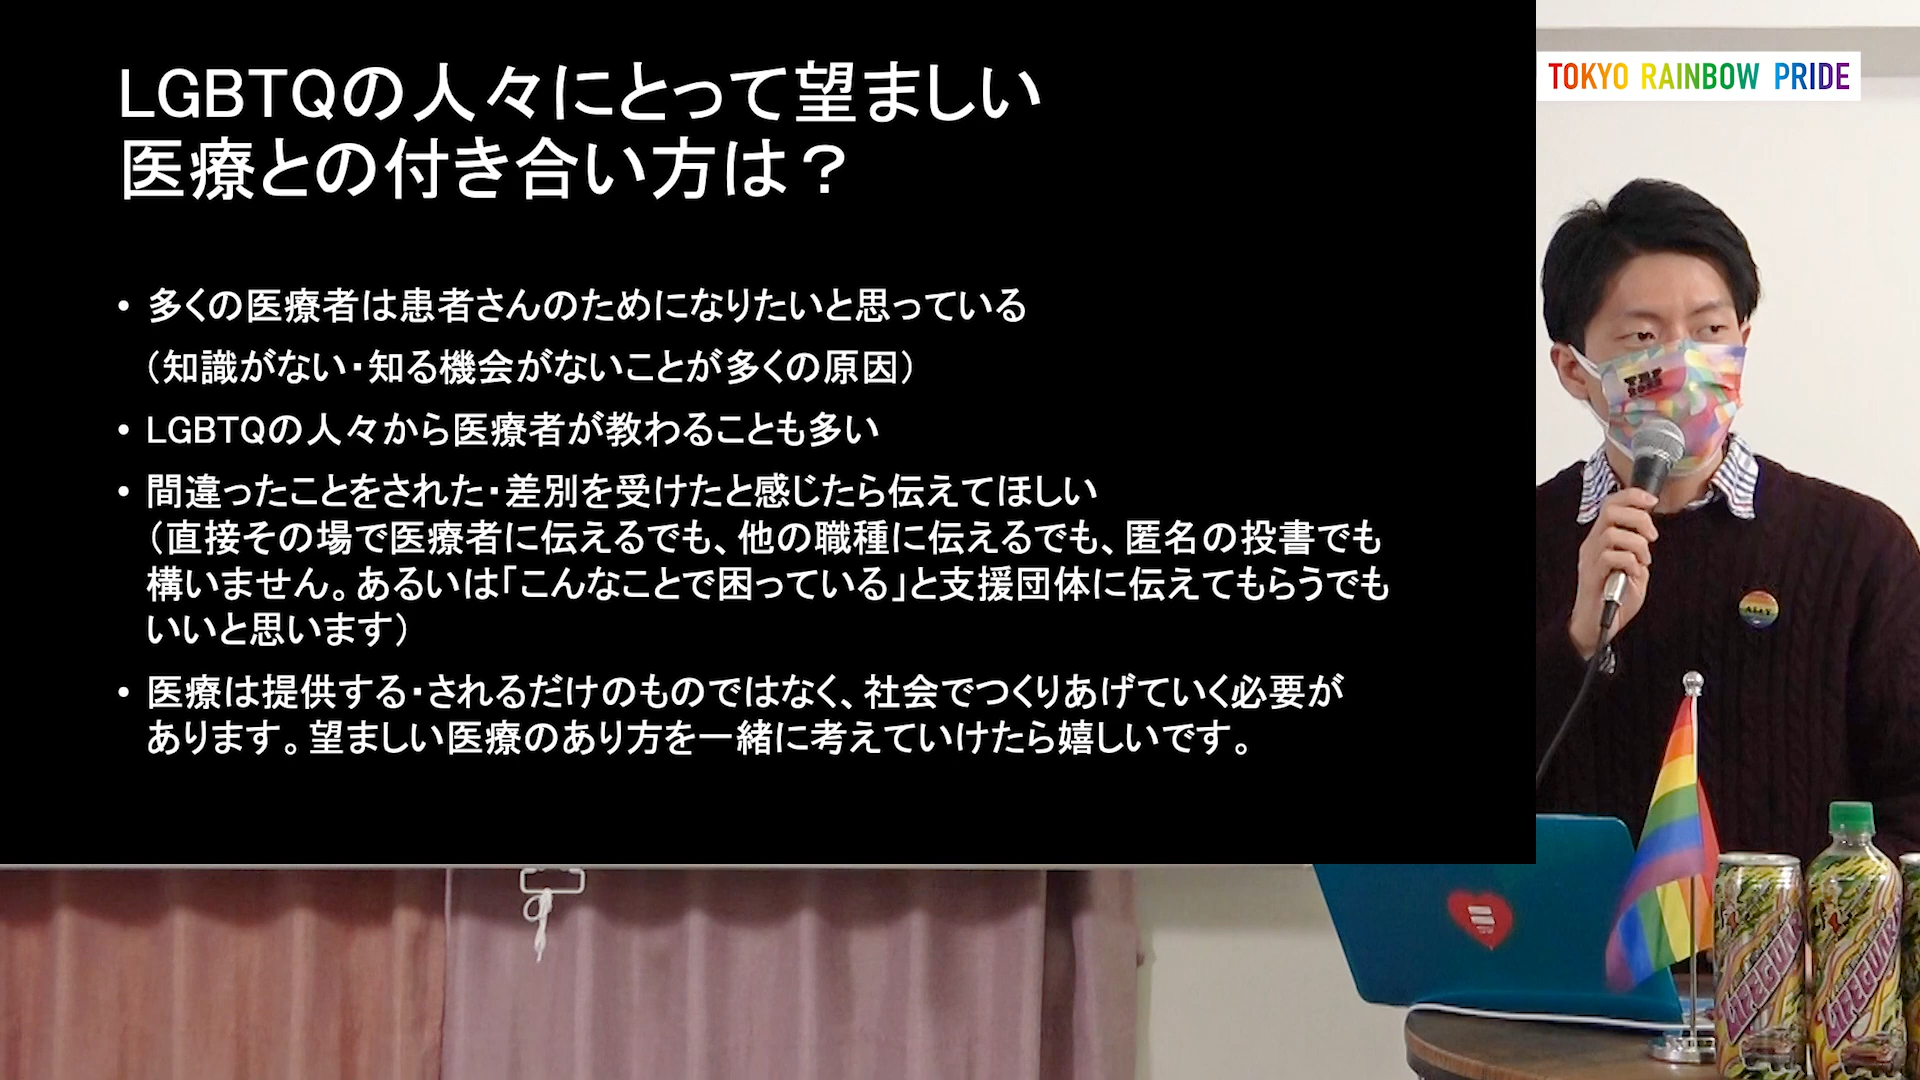 LGBTQの人々にとって望ましい
医療との付き合い方は？
• 多くの医療者は患者さんのためになりたいと思っている
（知識がない・知る機会がないことが多くの原因）
• LGBTQの人々から医療者が教わることも多い
• 間違ったことをされた・差別を受けたと感じたら伝えてほしい
（直接その場で医療者に伝えるでも、他の職種に伝えるでも、匿名の投書でも
構いません。あるいは「こんなことで困っている」と支援団体に伝えてもらうでも
いいと思います）
• 医療は提供する・されるだけのものではなく、社会でつくりあげていく必要が
あります。望ましい医療のあり方を一緒に考えていけたら嬉しいです。
TOKYO RAINBOW PRIDE
ALLY
LIFEGUARD
LIFEGUARD